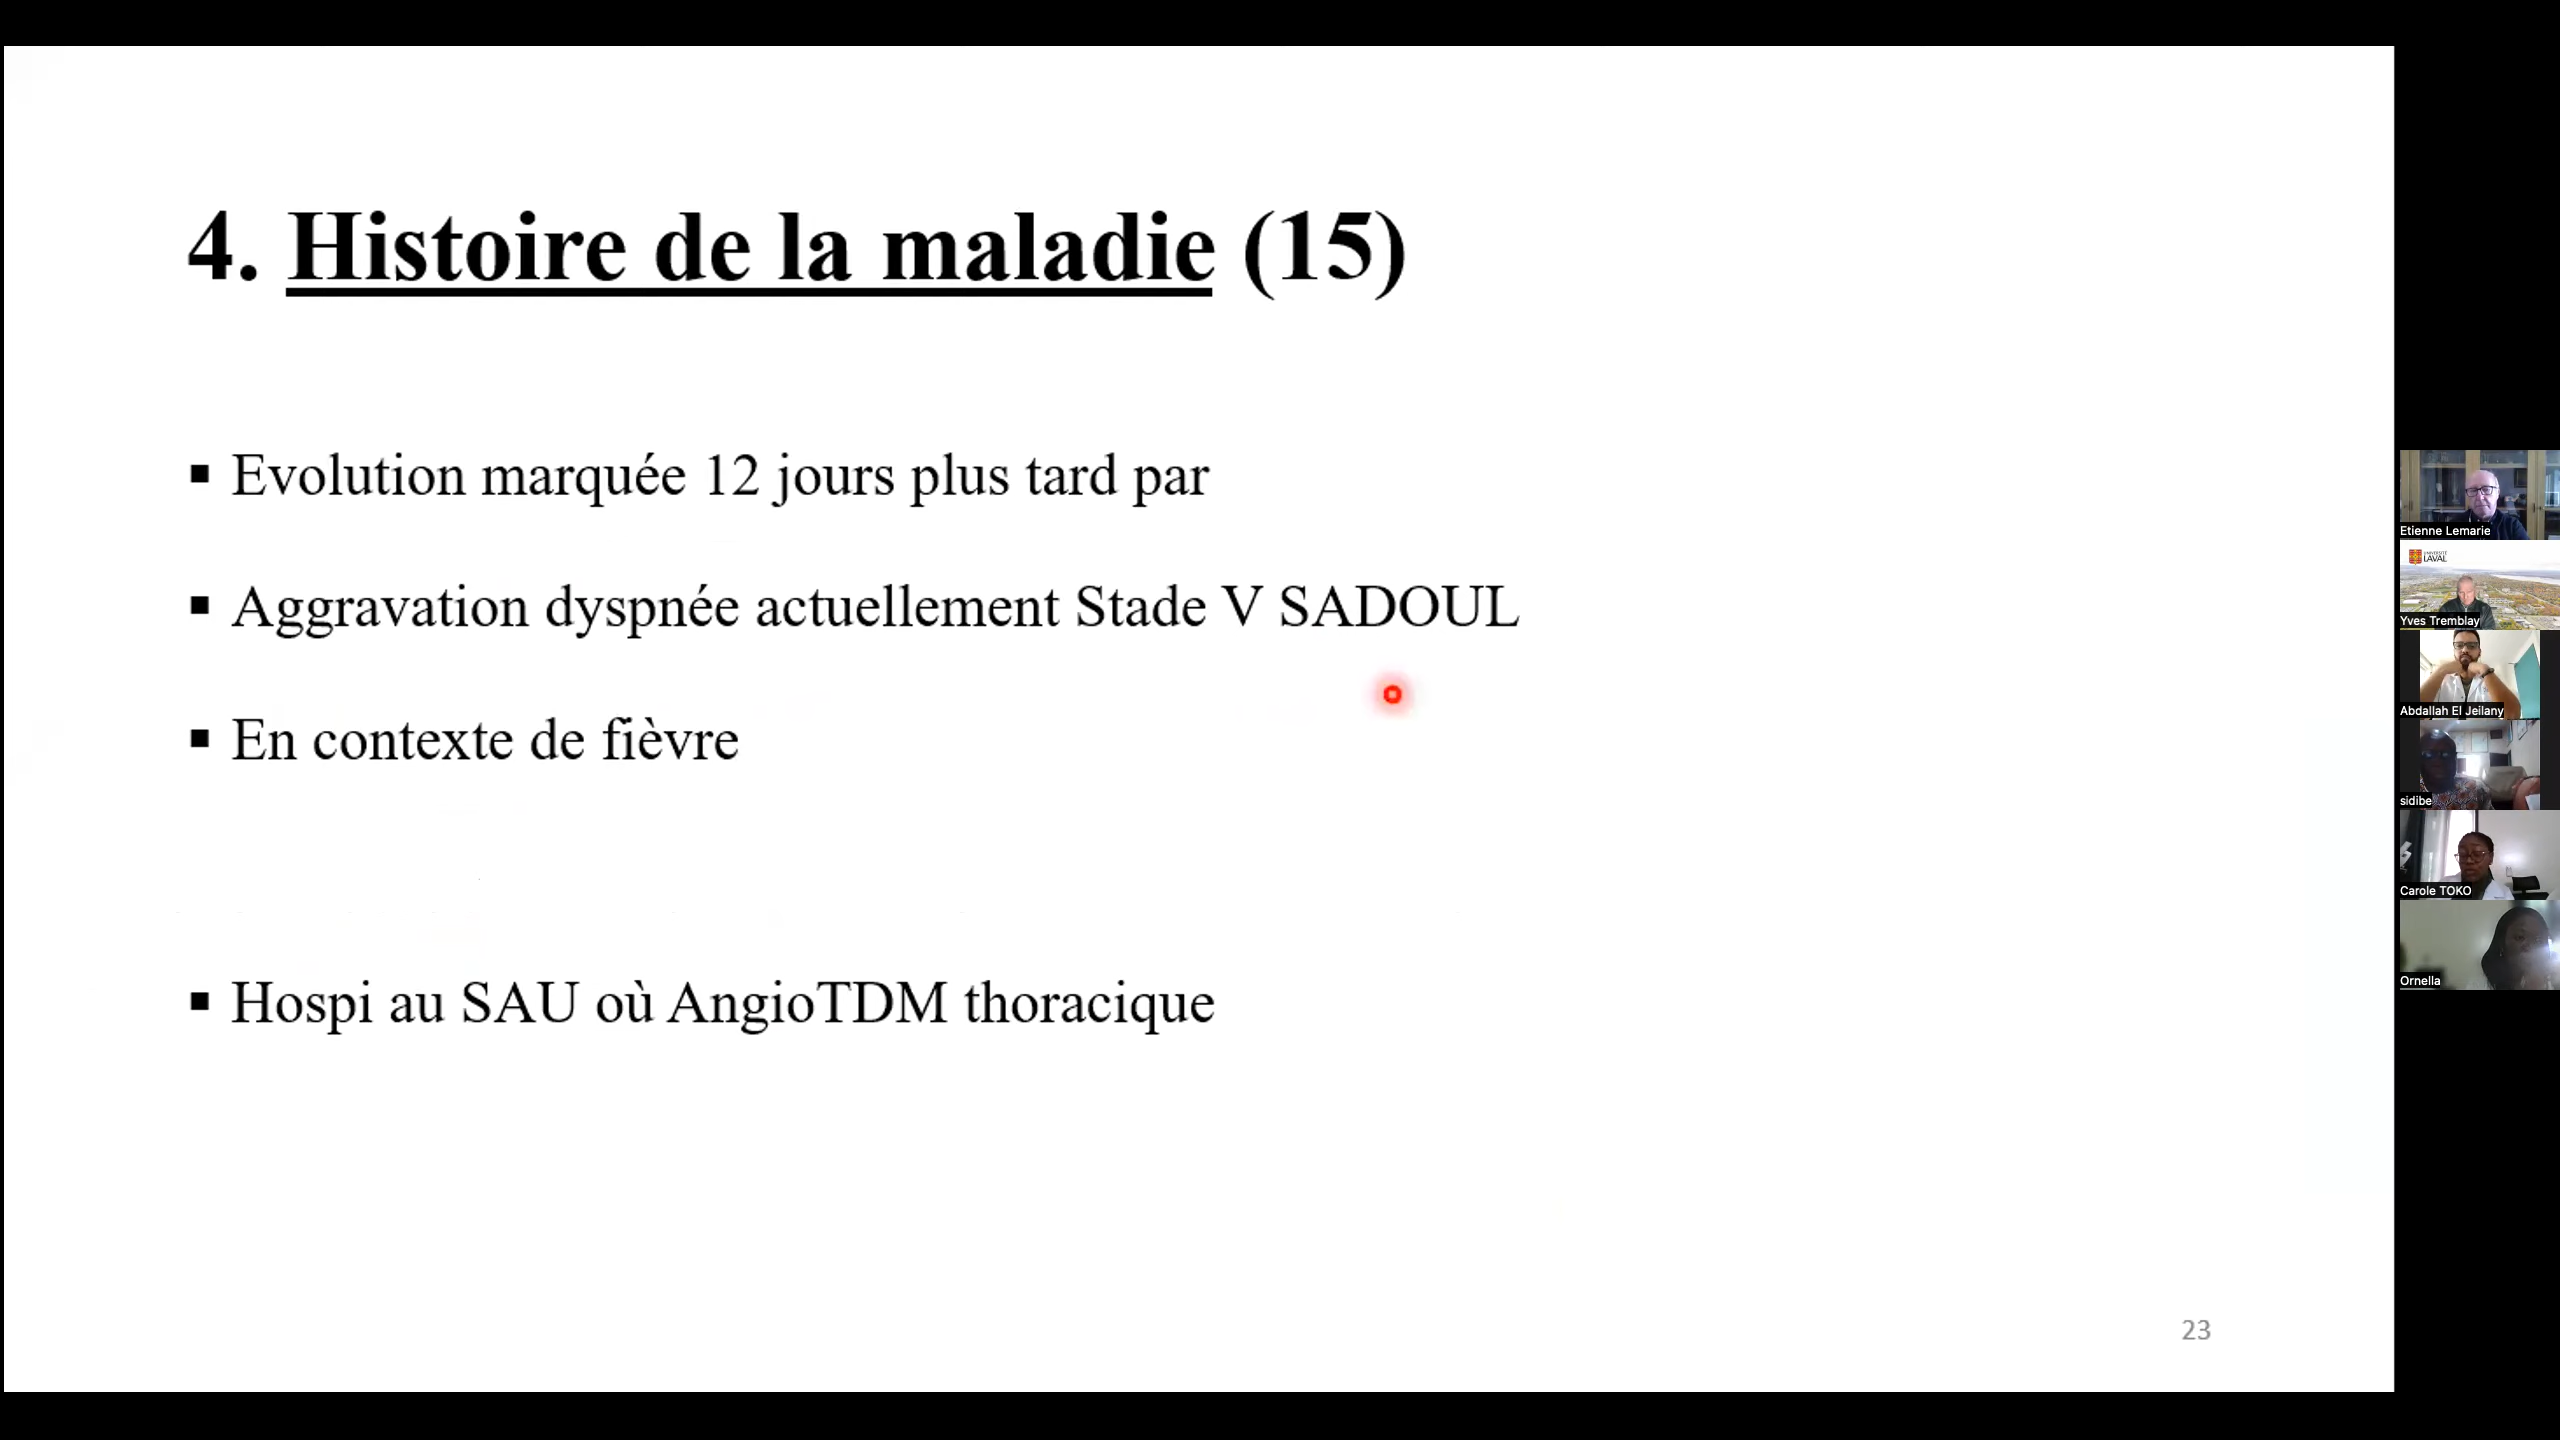 4. Histoire de la maladie (15)
▪ Evolution marquée 12 jours plus tard par
▪ Aggravation dyspnée actuellement Stade V SADOUL
▪ En contexte de fièvre
▪ Hospi au SAU où AngioTDM thoracique
23
Etienne Lemarie
UNIVERSITÉ
LAVAL
Yves Tremblay
Abdallah El Jeilany
sidibe
Carole TOKO
Ornella